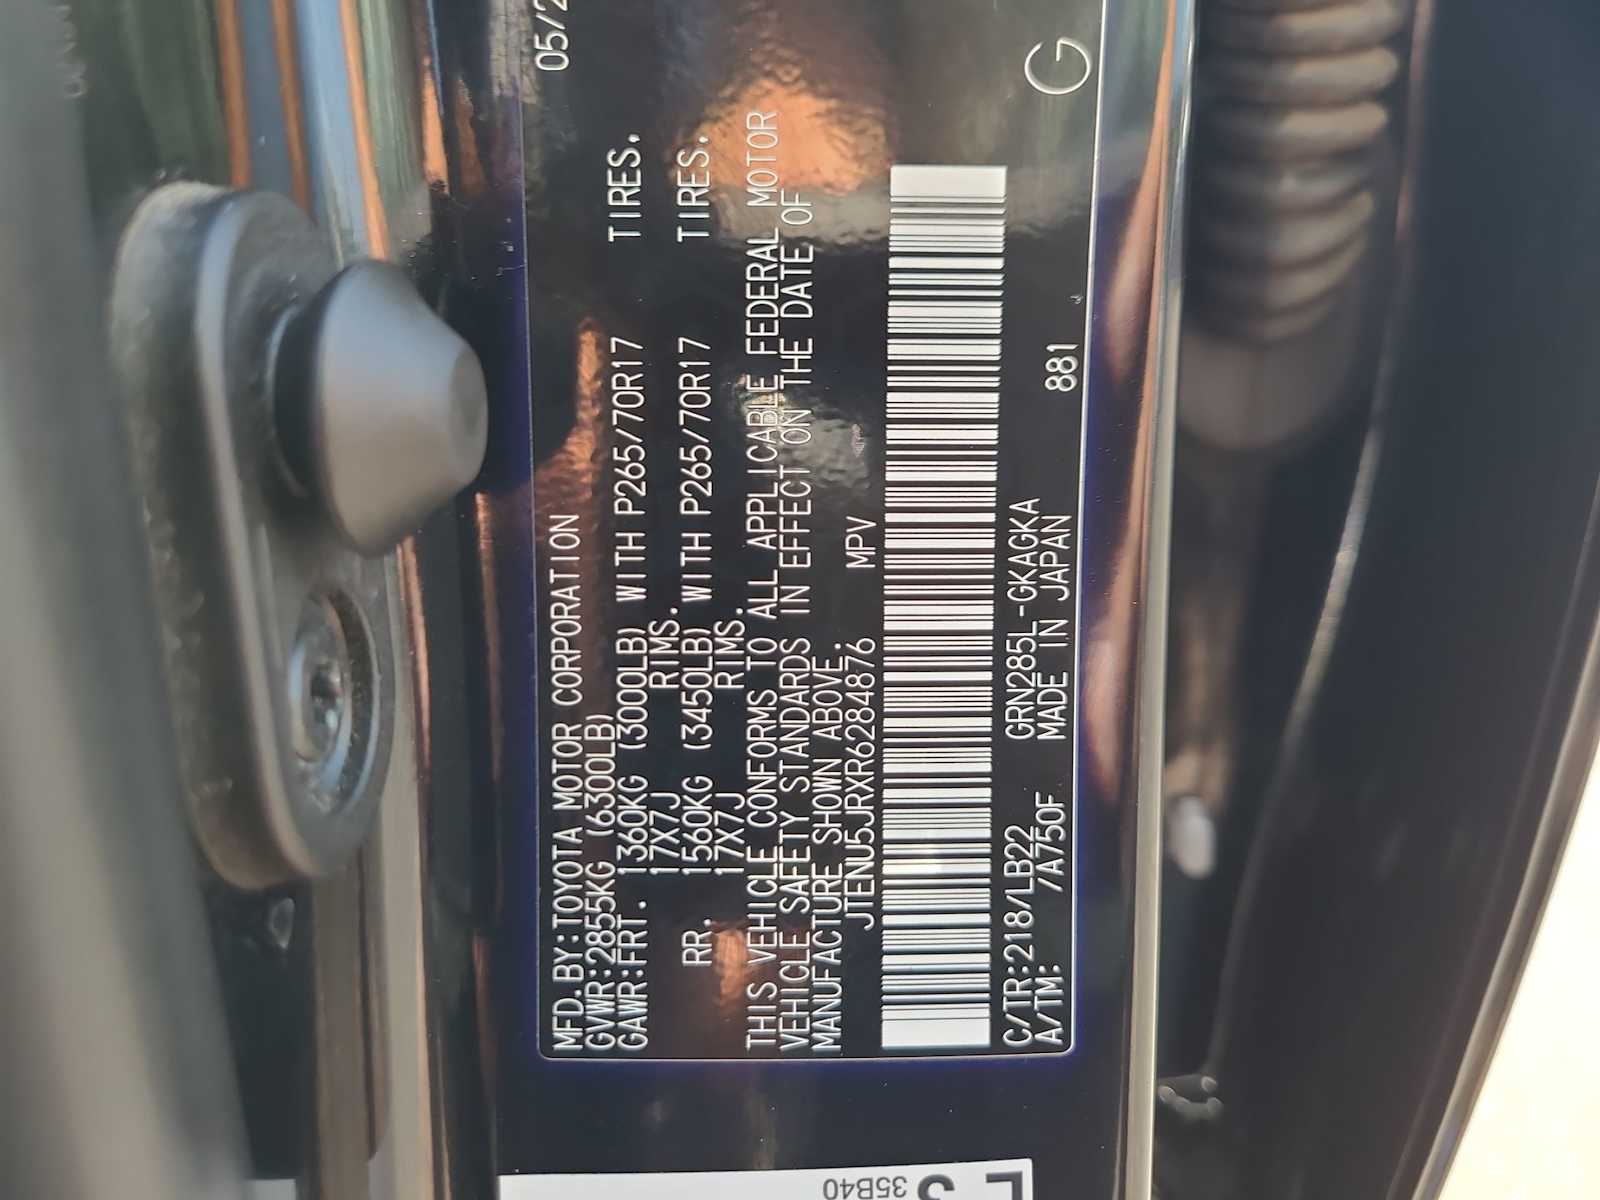 MFD.BY:TOYOTA MOTOR CORPORATION 05/2
GVWR:2855KG (6300LB)
GAWR:FRT. 1360KG (3000LB) WITH P265/70R17 TIRES,
17X7J RIMS.
RR. 1560KG (3450LB) WITH P265/70R17 TIRES,
17X7J RIMS.
THIS VEHICLE CONFORMS TO ALL APPLICABLE FEDERAL MOTOR
VEHICLE SAFETY STANDARDS IN EFFECT ON THE DATE OF
MANUFACTURE SHOWN ABOVE.
JTENU5JRXR6284876 MPV
C/TR:218/LB22 GRN285L-GKAGKA
A/TM: /A750F MADE IN JAPAN 881 G
35B40